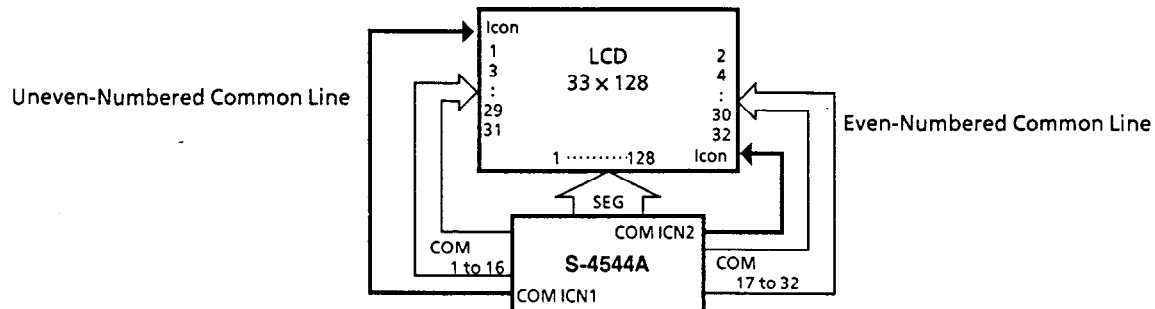 Icon
1
3
:
29
31
LCD
33 × 128
2
4
:
30
32
Icon
1 ·········· 128
Uneven-Numbered Common Line
Even-Numbered Common Line
SEG
COM ICN2
S-4544A
COM
1 to 16
COM ICN1
COM
17 to 32